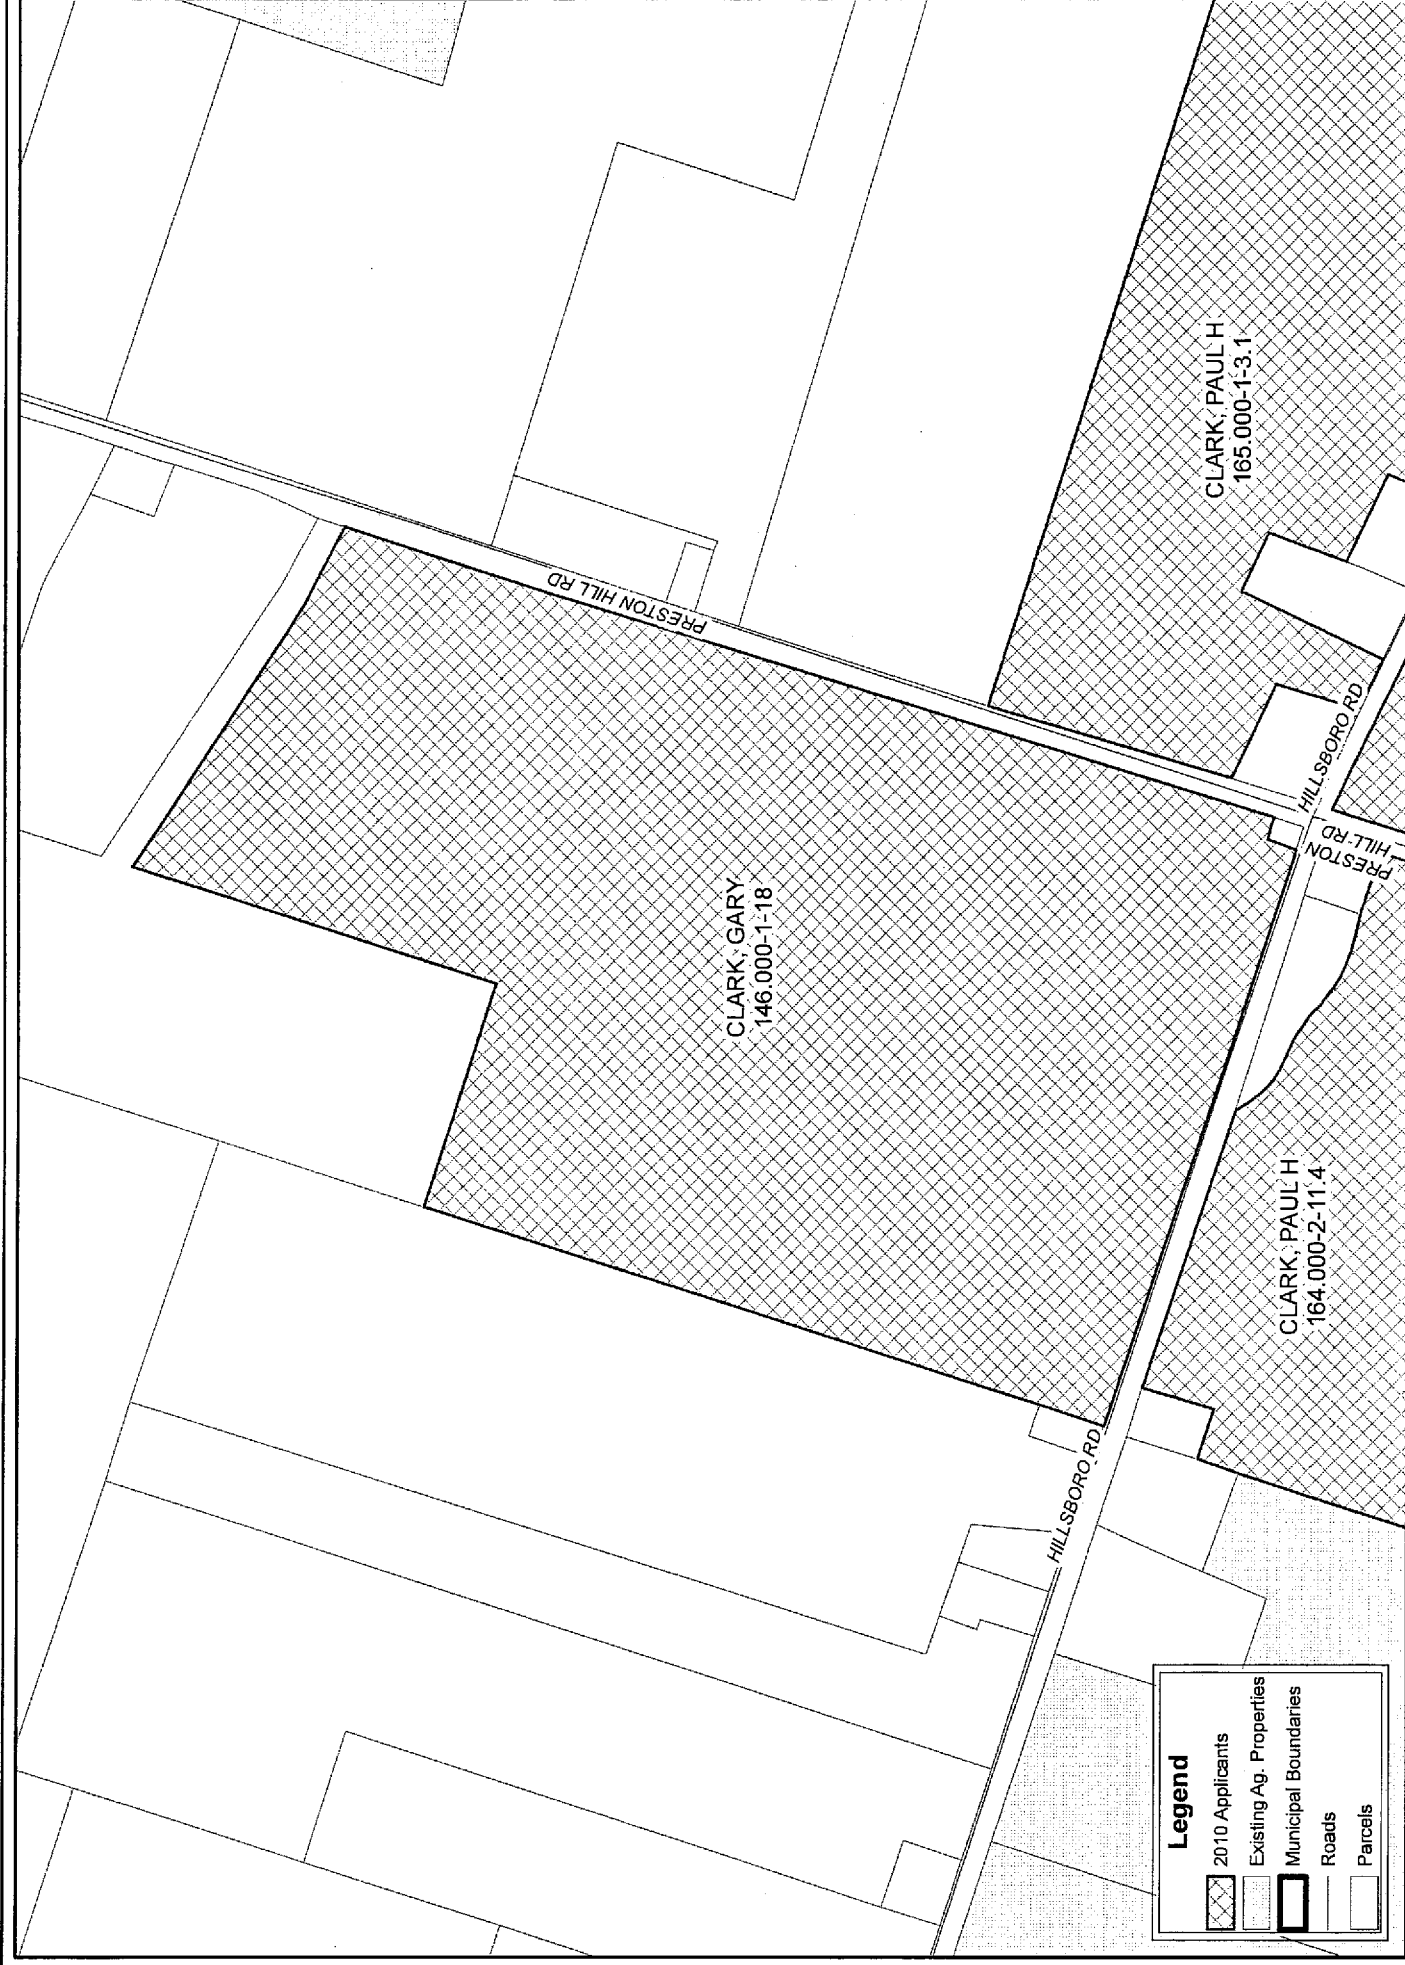 CLARK, GARY
146.000-1-18
CLARK, PAUL H
165.000-1-3.1
CLARK, PAUL H
164.000-2-11.4
PRESTON HILL RD
HILLSBORO RD
PRESTON
HILL RD
HILLSBORO RD
Legend
2010 Applicants
Existing Ag. Properties
Municipal Boundaries
Roads
Parcels